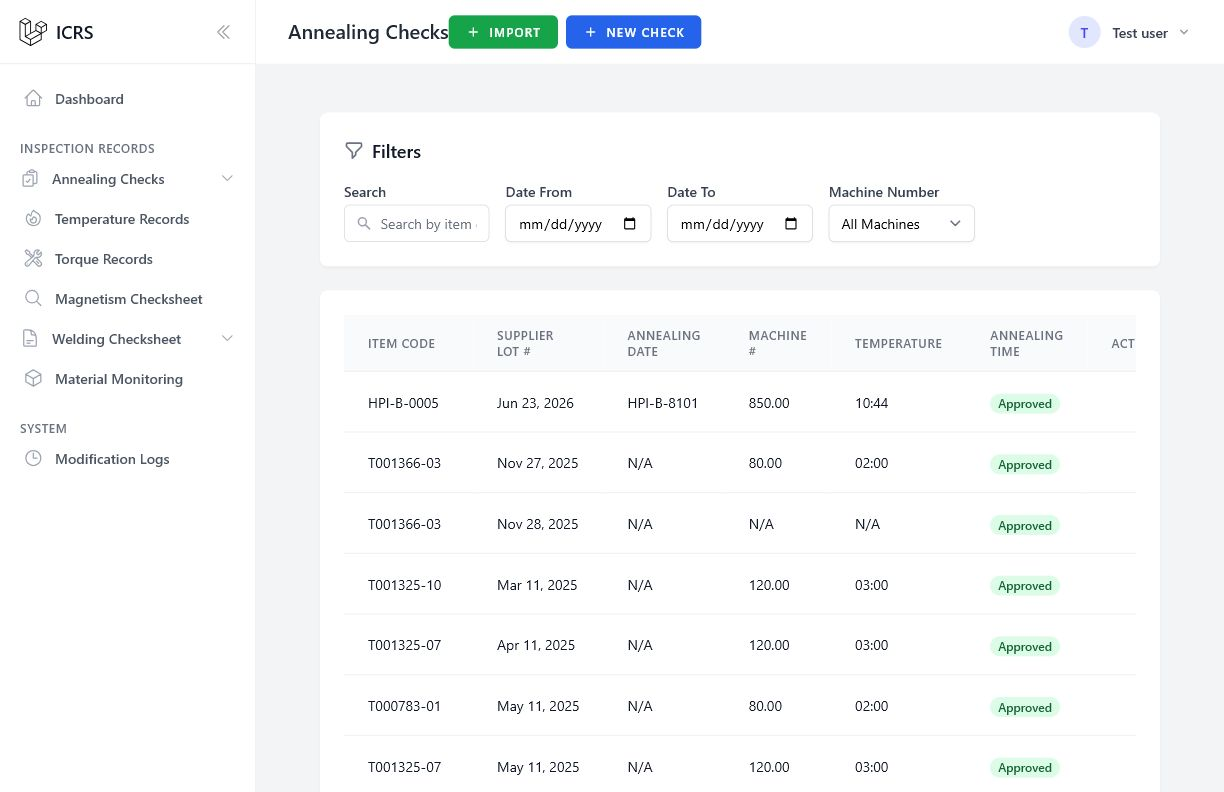 ICRS
Annealing Checks
+ IMPORT
+ NEW CHECK
T
Test user
Dashboard
INSPECTION RECORDS
Annealing Checks
Temperature Records
Torque Records
Magnetism Checksheet
Welding Checksheet
Material Monitoring
SYSTEM
Modification Logs
Filters
Search Date From Date To Machine Number
Search by item mm/dd/yyyy mm/dd/yyyy All Machines
ITEM CODE SUPPLIER LOT # ANNEALING DATE MACHINE # TEMPERATURE ANNEALING TIME ACT
HPI-B-0005 Jun 23, 2026 HPI-B-8101 850.00 10:44 Approved
T001366-03 Nov 27, 2025 N/A 80.00 02:00 Approved
T001366-03 Nov 28, 2025 N/A N/A N/A Approved
T001325-10 Mar 11, 2025 N/A 120.00 03:00 Approved
T001325-07 Apr 11, 2025 N/A 120.00 03:00 Approved
T000783-01 May 11, 2025 N/A 80.00 02:00 Approved
T001325-07 May 11, 2025 N/A 120.00 03:00 Approved